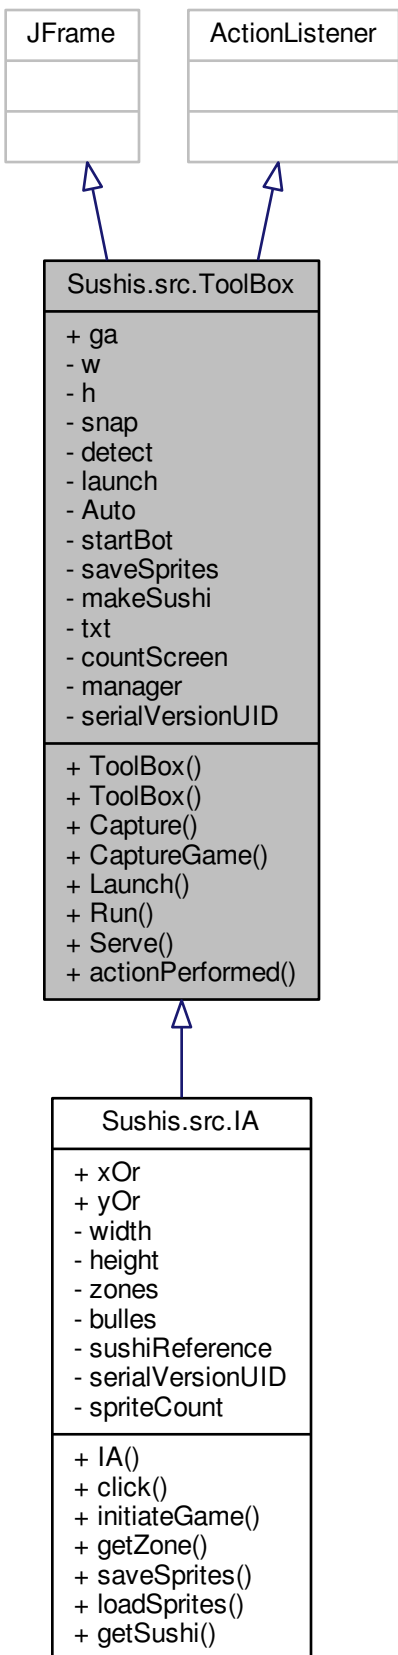 JFrame
ActionListener
Sushis.src.ToolBox
+ ga
- w
- h
- snap
- detect
- launch
- Auto
- startBot
- saveSprites
- makeSushi
- txt
- countScreen
- manager
- serialVersionUID
+ ToolBox()
+ ToolBox()
+ Capture()
+ CaptureGame()
+ Launch()
+ Run()
+ Serve()
+ actionPerformed()
Sushis.src.IA
+ xOr
+ yOr
- width
- height
- zones
- bulles
- sushiReference
- serialVersionUID
- spriteCount
+ IA()
+ click()
+ initiateGame()
+ getZone()
+ saveSprites()
+ loadSprites()
+ getSushi()